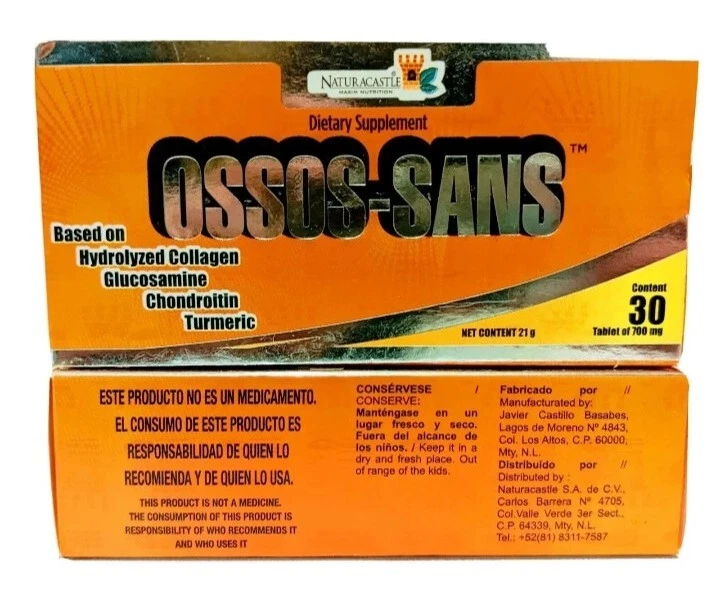 NATURACASTLE®
MAXIM NUTRITION
Dietary Supplement
OSSOS-SANS™
Based on
Hydrolyzed Collagen
Glucosamine
Chondroitin
Turmeric
Content
30
Tablet of 700 mg
NET CONTENT 21 g
ESTE PRODUCTO NO ES UN MEDICAMENTO.
EL CONSUMO DE ESTE PRODUCTO ES
RESPONSABILIDAD DE QUIEN LO
RECOMIENDA Y DE QUIEN LO USA.
THIS PRODUCT IS NOT A MEDICINE.
THE CONSUMPTION OF THIS PRODUCT IS
RESPONSIBILITY OF WHO RECOMMENDS IT
AND WHO USES IT
CONSÉRVESE /
CONSERVE:
Manténgase en un
lugar fresco y seco.
Fuera del alcance de
los niños. / Keep it in a
dry and fresh place. Out
of range of the kids.
Fabricado por //
Manufacturated by:
Javier Castillo Basabes,
Lagos de Moreno Nº 4843,
Col. Los Altos, C.P. 60000,
Mty, N.L.
Distribuído por //
Distributed by :
Naturacastle S.A. de C.V.,
Carlos Barrera Nº 4705,
Col.Valle Verde 3er Sect.,
C.P. 64339, Mty, N.L.
Tel.: +52(81) 8311-7587